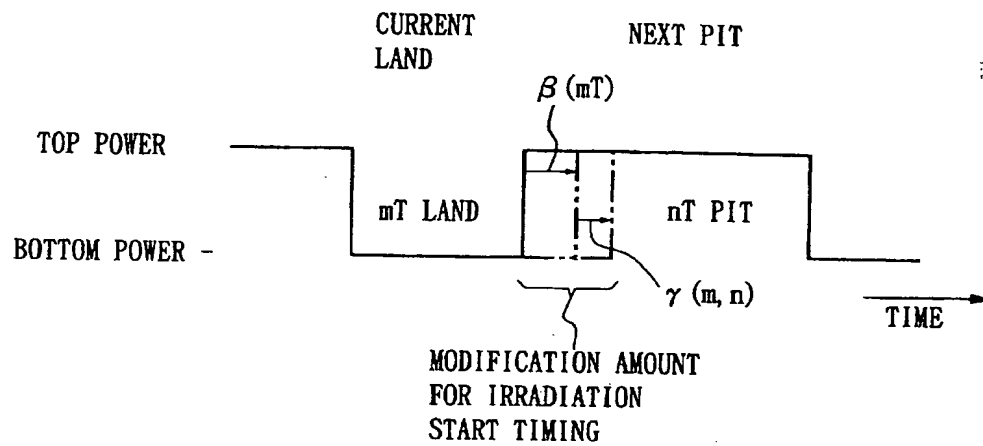 CURRENT
LAND
NEXT PIT
β (mT)
TOP POWER
mT LAND
nT PIT
BOTTOM POWER -
γ (m, n)
TIME
MODIFICATION AMOUNT
FOR IRRADIATION
START TIMING